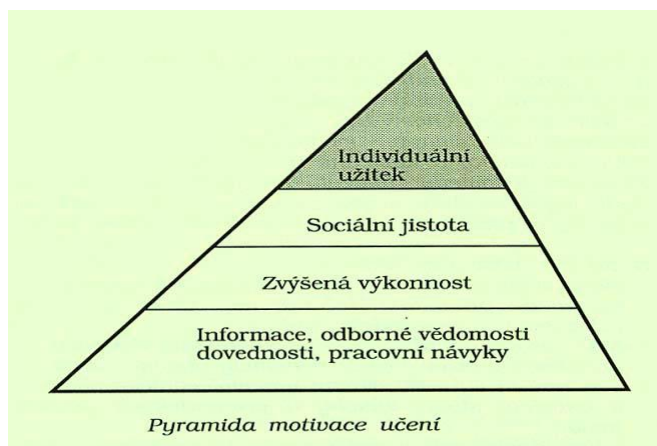 Individuální
užitek
Sociální jistota
Zvýšená výkonnost
Informace, odborné vědomosti
dovednosti, pracovní návyky
Pyramida motivace učení